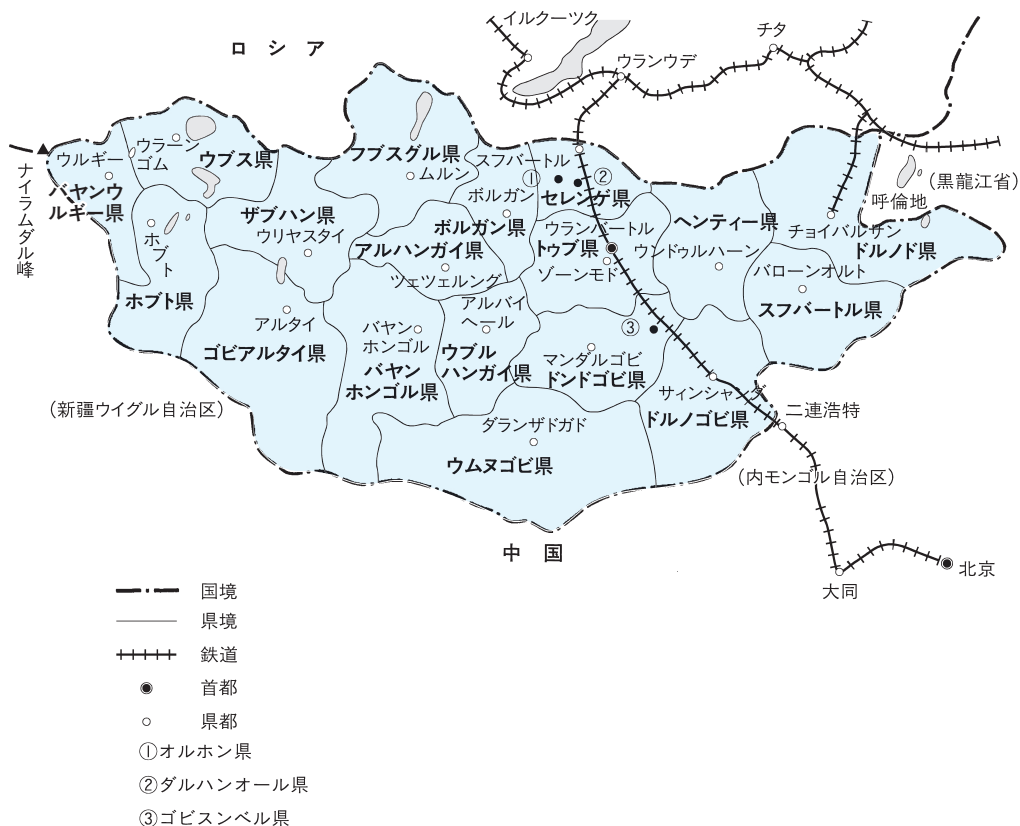 イルクーツク
ロシア
チタ
ウランウデ
ナイラムダル峰
ウルギー
バヤンウ
ルギー県
ウラーン
ゴム
ウブス県
フブスグル県
ムルン
スフバートル
①
②
セレンゲ県
ボルガン
ボルガン県
ザブハン県
ウリヤスタイ
ホブト
ホブト県
アルハンガイ県
ツェツェルリング
ウランバートル
トゥブ県
ゾーンモド
ヘンティー県
ウンドゥルハーン
チョイバルサン
ドルノド県
呼倫地
(黒龍江省)
バローンオルト
スフバートル県
アルタイ
ゴビアルタイ県
バヤン
ホンゴル
バヤン
ホンゴル県
アルバイ
ヘール
ウブル
ハンガイ県
③
マンダルゴビ
ドンドゴビ県
サインシャンダ
ドルノゴビ県
二連浩特
(新疆ウイグル自治区)
ダランザドガド
ウムヌゴビ県
(内モンゴル自治区)
中国
北京
大同
国境
県境
鉄道
首都
県都
①オルホン県
②ダルハンオール県
③ゴビスンベル県